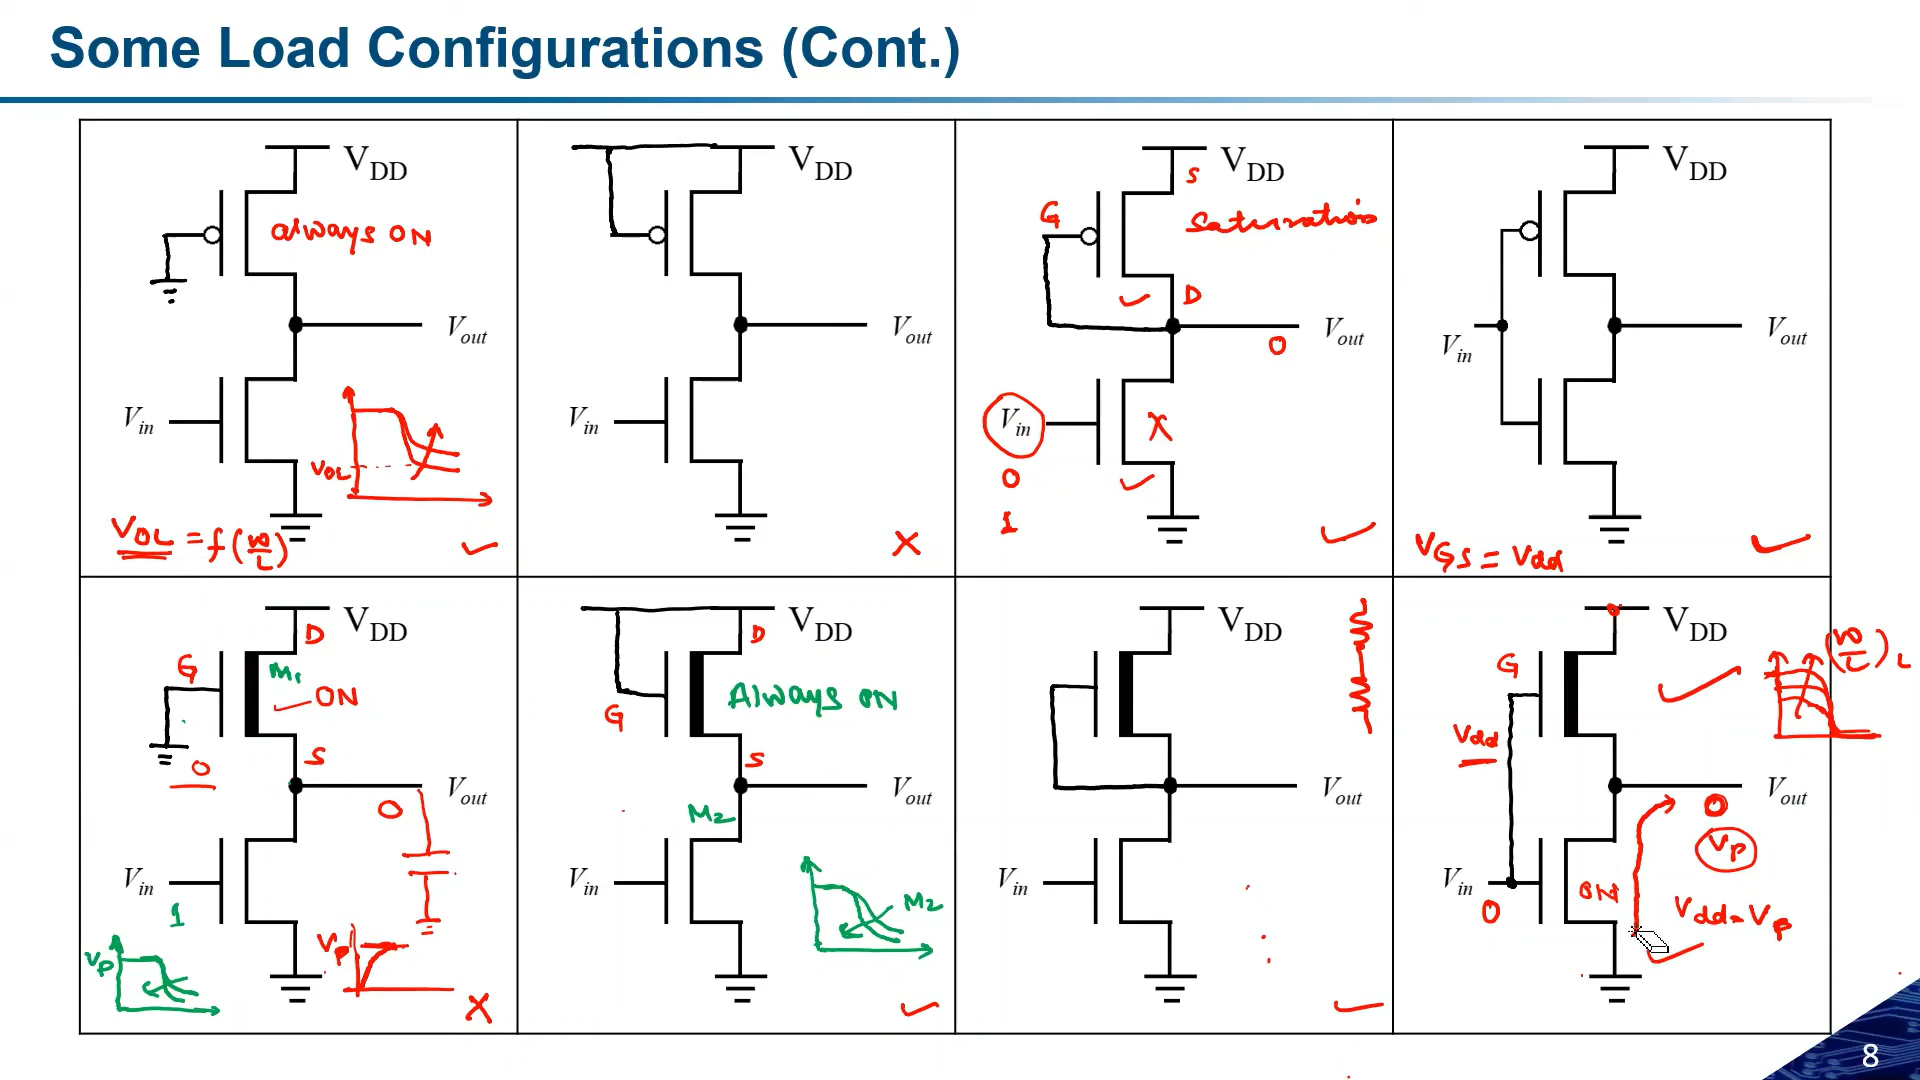 Some Load Configurations (Cont.)
VDD
always ON
Vout
Vin
VOL
VOL = f(W/L)
✓
VDD
Vout
Vin
X
VDD
S
G
Saturation
D
✓
Vout
0
Vin
X
0
✓
1
✓
VDD
Vin
Vout
VGS = Vdd
✓
VDD
D
G
M1
ON
S
0
Vout
0
Vin
1
Vp
Vp
X
VDD
D
G
Always ON
S
Vout
M2
Vin
M2
✓
VDD
Vout
Vin
✓
VDD
(W/L)L
G
✓
Vdd
Vout
0
Vp
Vin
ON
0
Vdd-Vp
8